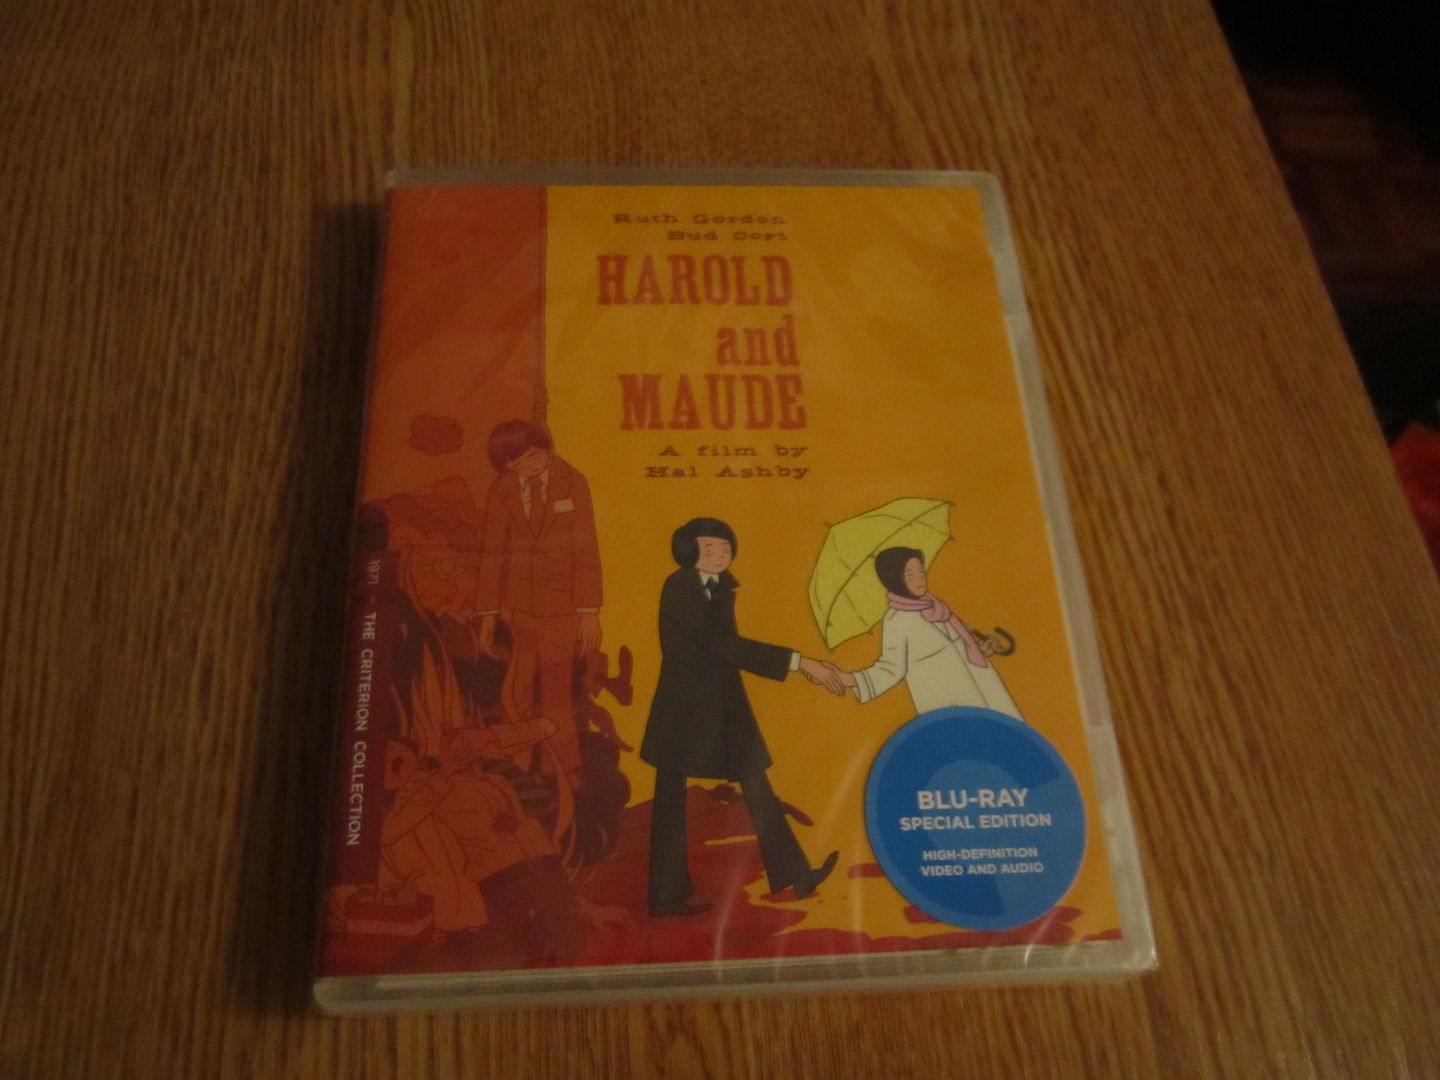 Ruth Gordon
Bud Cort
HAROLD
and
MAUDE
A film by
Hal Ashby
1971 - THE CRITERION COLLECTION
BLU-RAY
SPECIAL EDITION
HIGH-DEFINITION
VIDEO AND AUDIO